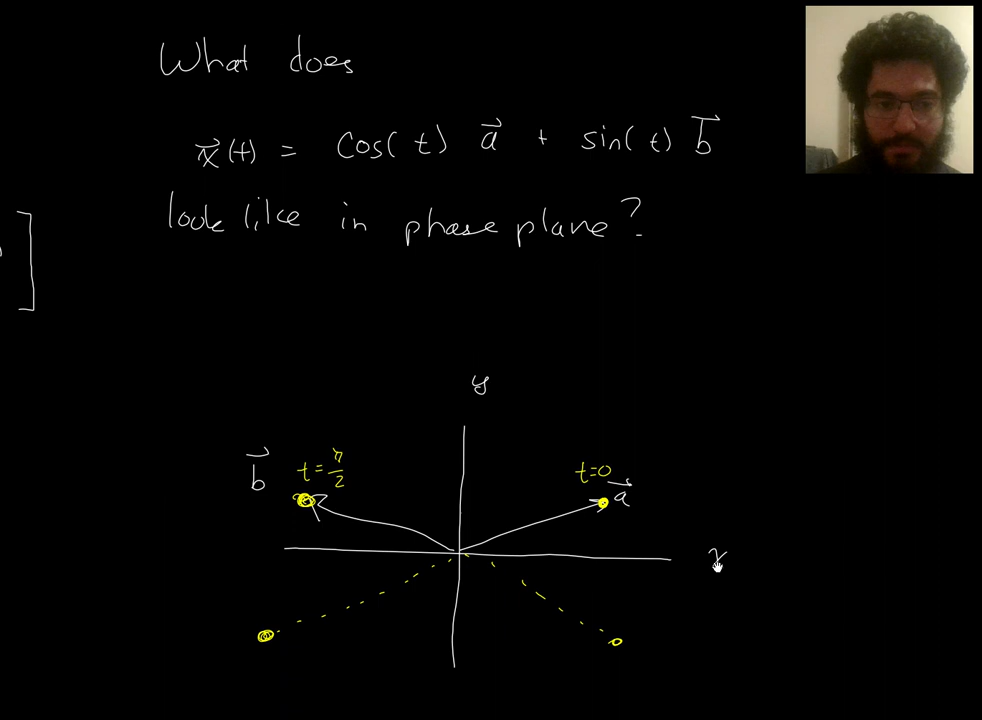 What does
x⃗(t) = cos(t) a⃗ + sin(t) b⃗
look like in phase plane?
]
y
b⃗ t = π/2 t=0 a⃗
x